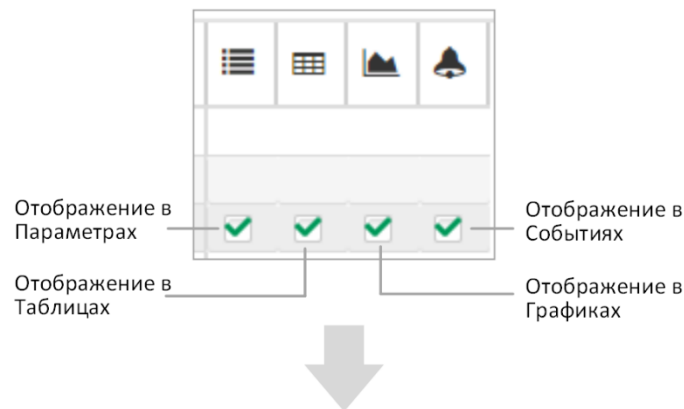 Отображение в
Параметрах
Отображение в
Таблицах
Отображение в
Событиях
Отображение в
Графиках